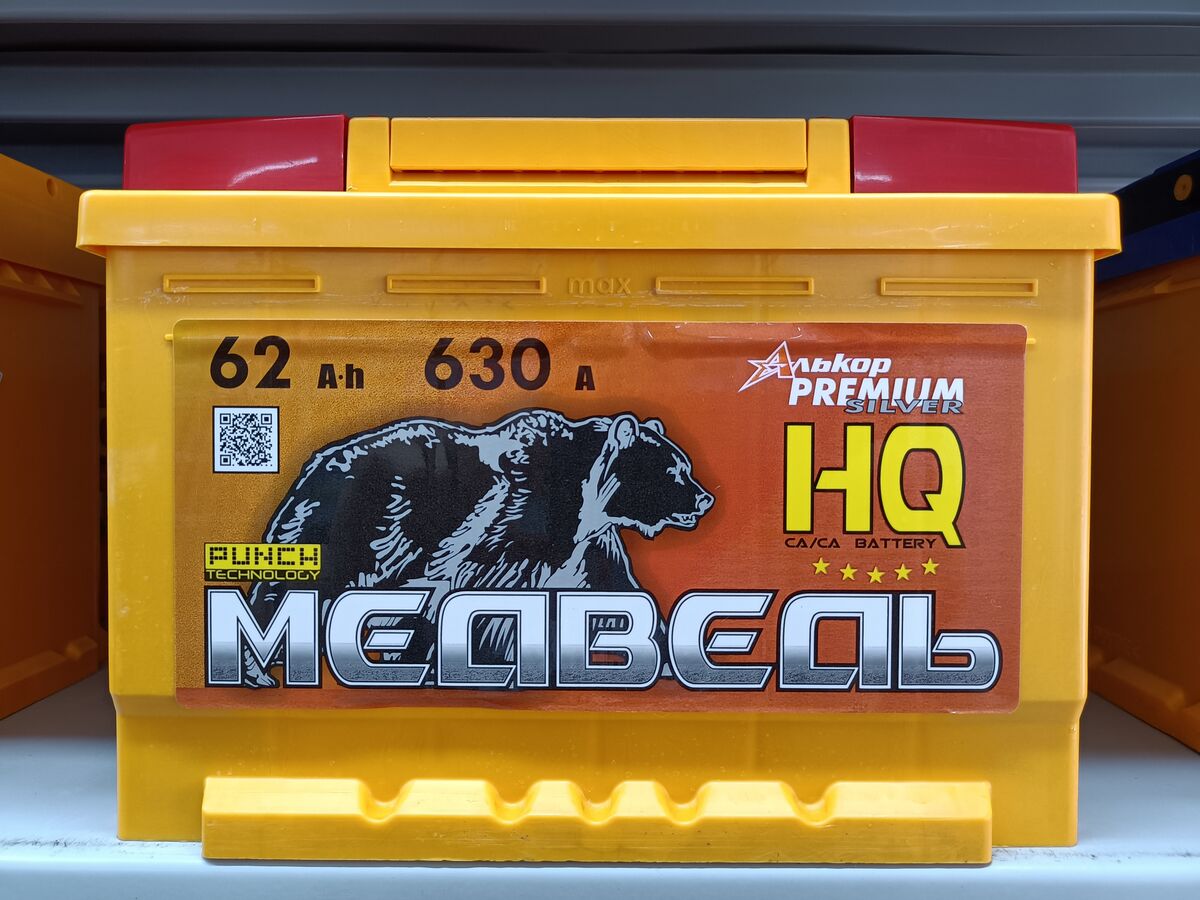 max
62 A·h 630 A
Алькор
PREMIUM
SILVER
HQ
CA/CA BATTERY
PUNCH
TECHNOLOGY
МЕДВЕДЬ